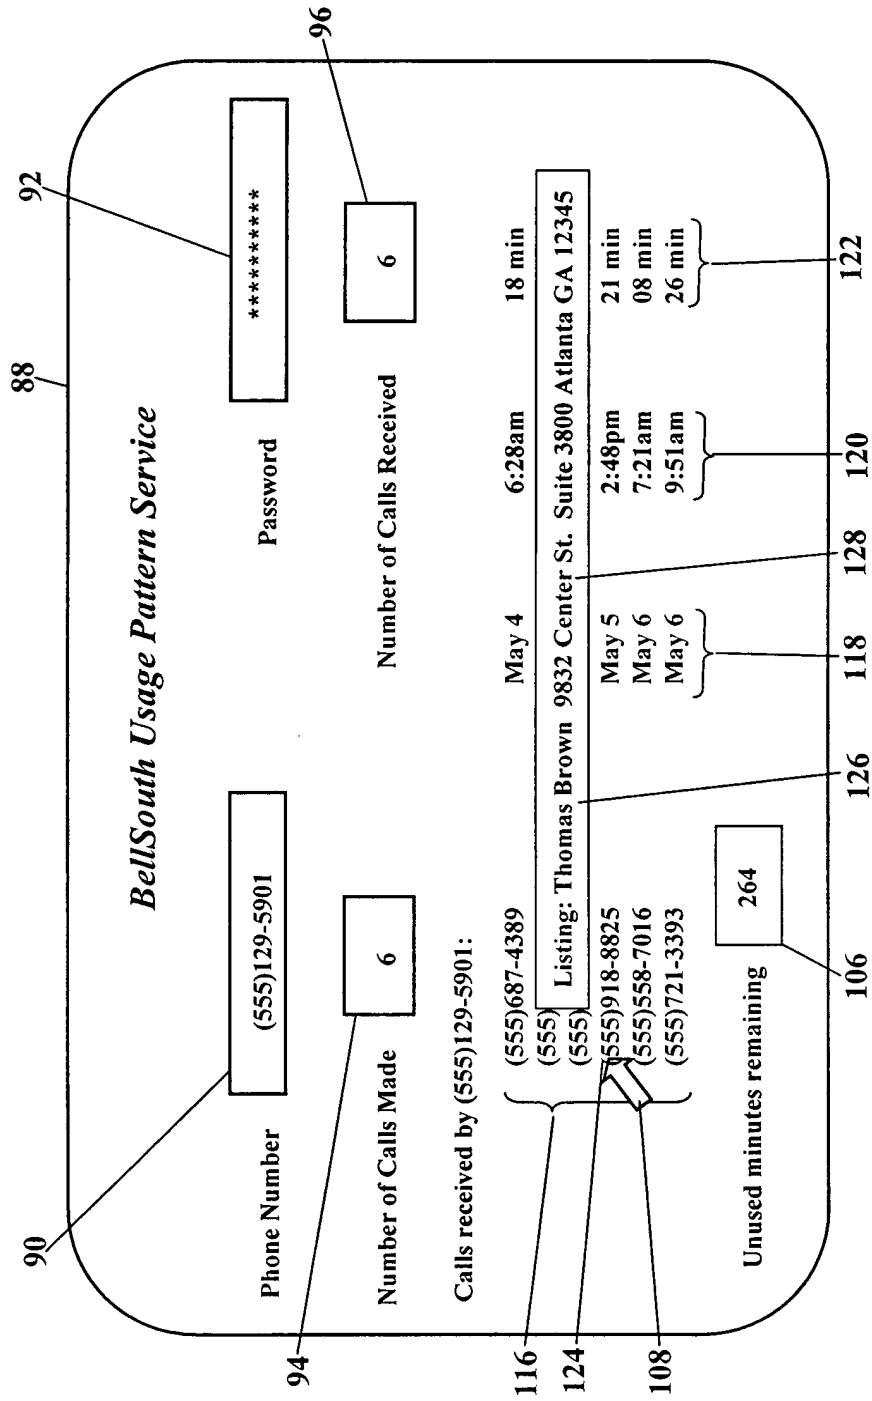 88
92
96
BellSouth Usage Pattern Service
90
Phone Number (555)129-5901 Password ***********
94
Number of Calls Made 6 Number of Calls Received 6
Calls received by (555)129-5901:
(555)687-4389 May 4 6:28am 18 min
(555)
Listing: Thomas Brown 9832 Center St. Suite 3800 Atlanta GA 12345
(555)
(555)918-8825 May 5 2:48pm 21 min
(555)558-7016 May 6 7:21am 08 min
(555)721-3393 May 6 9:51am 26 min
116
124
108
Unused minutes remaining 264
106
126
118
128
120
122